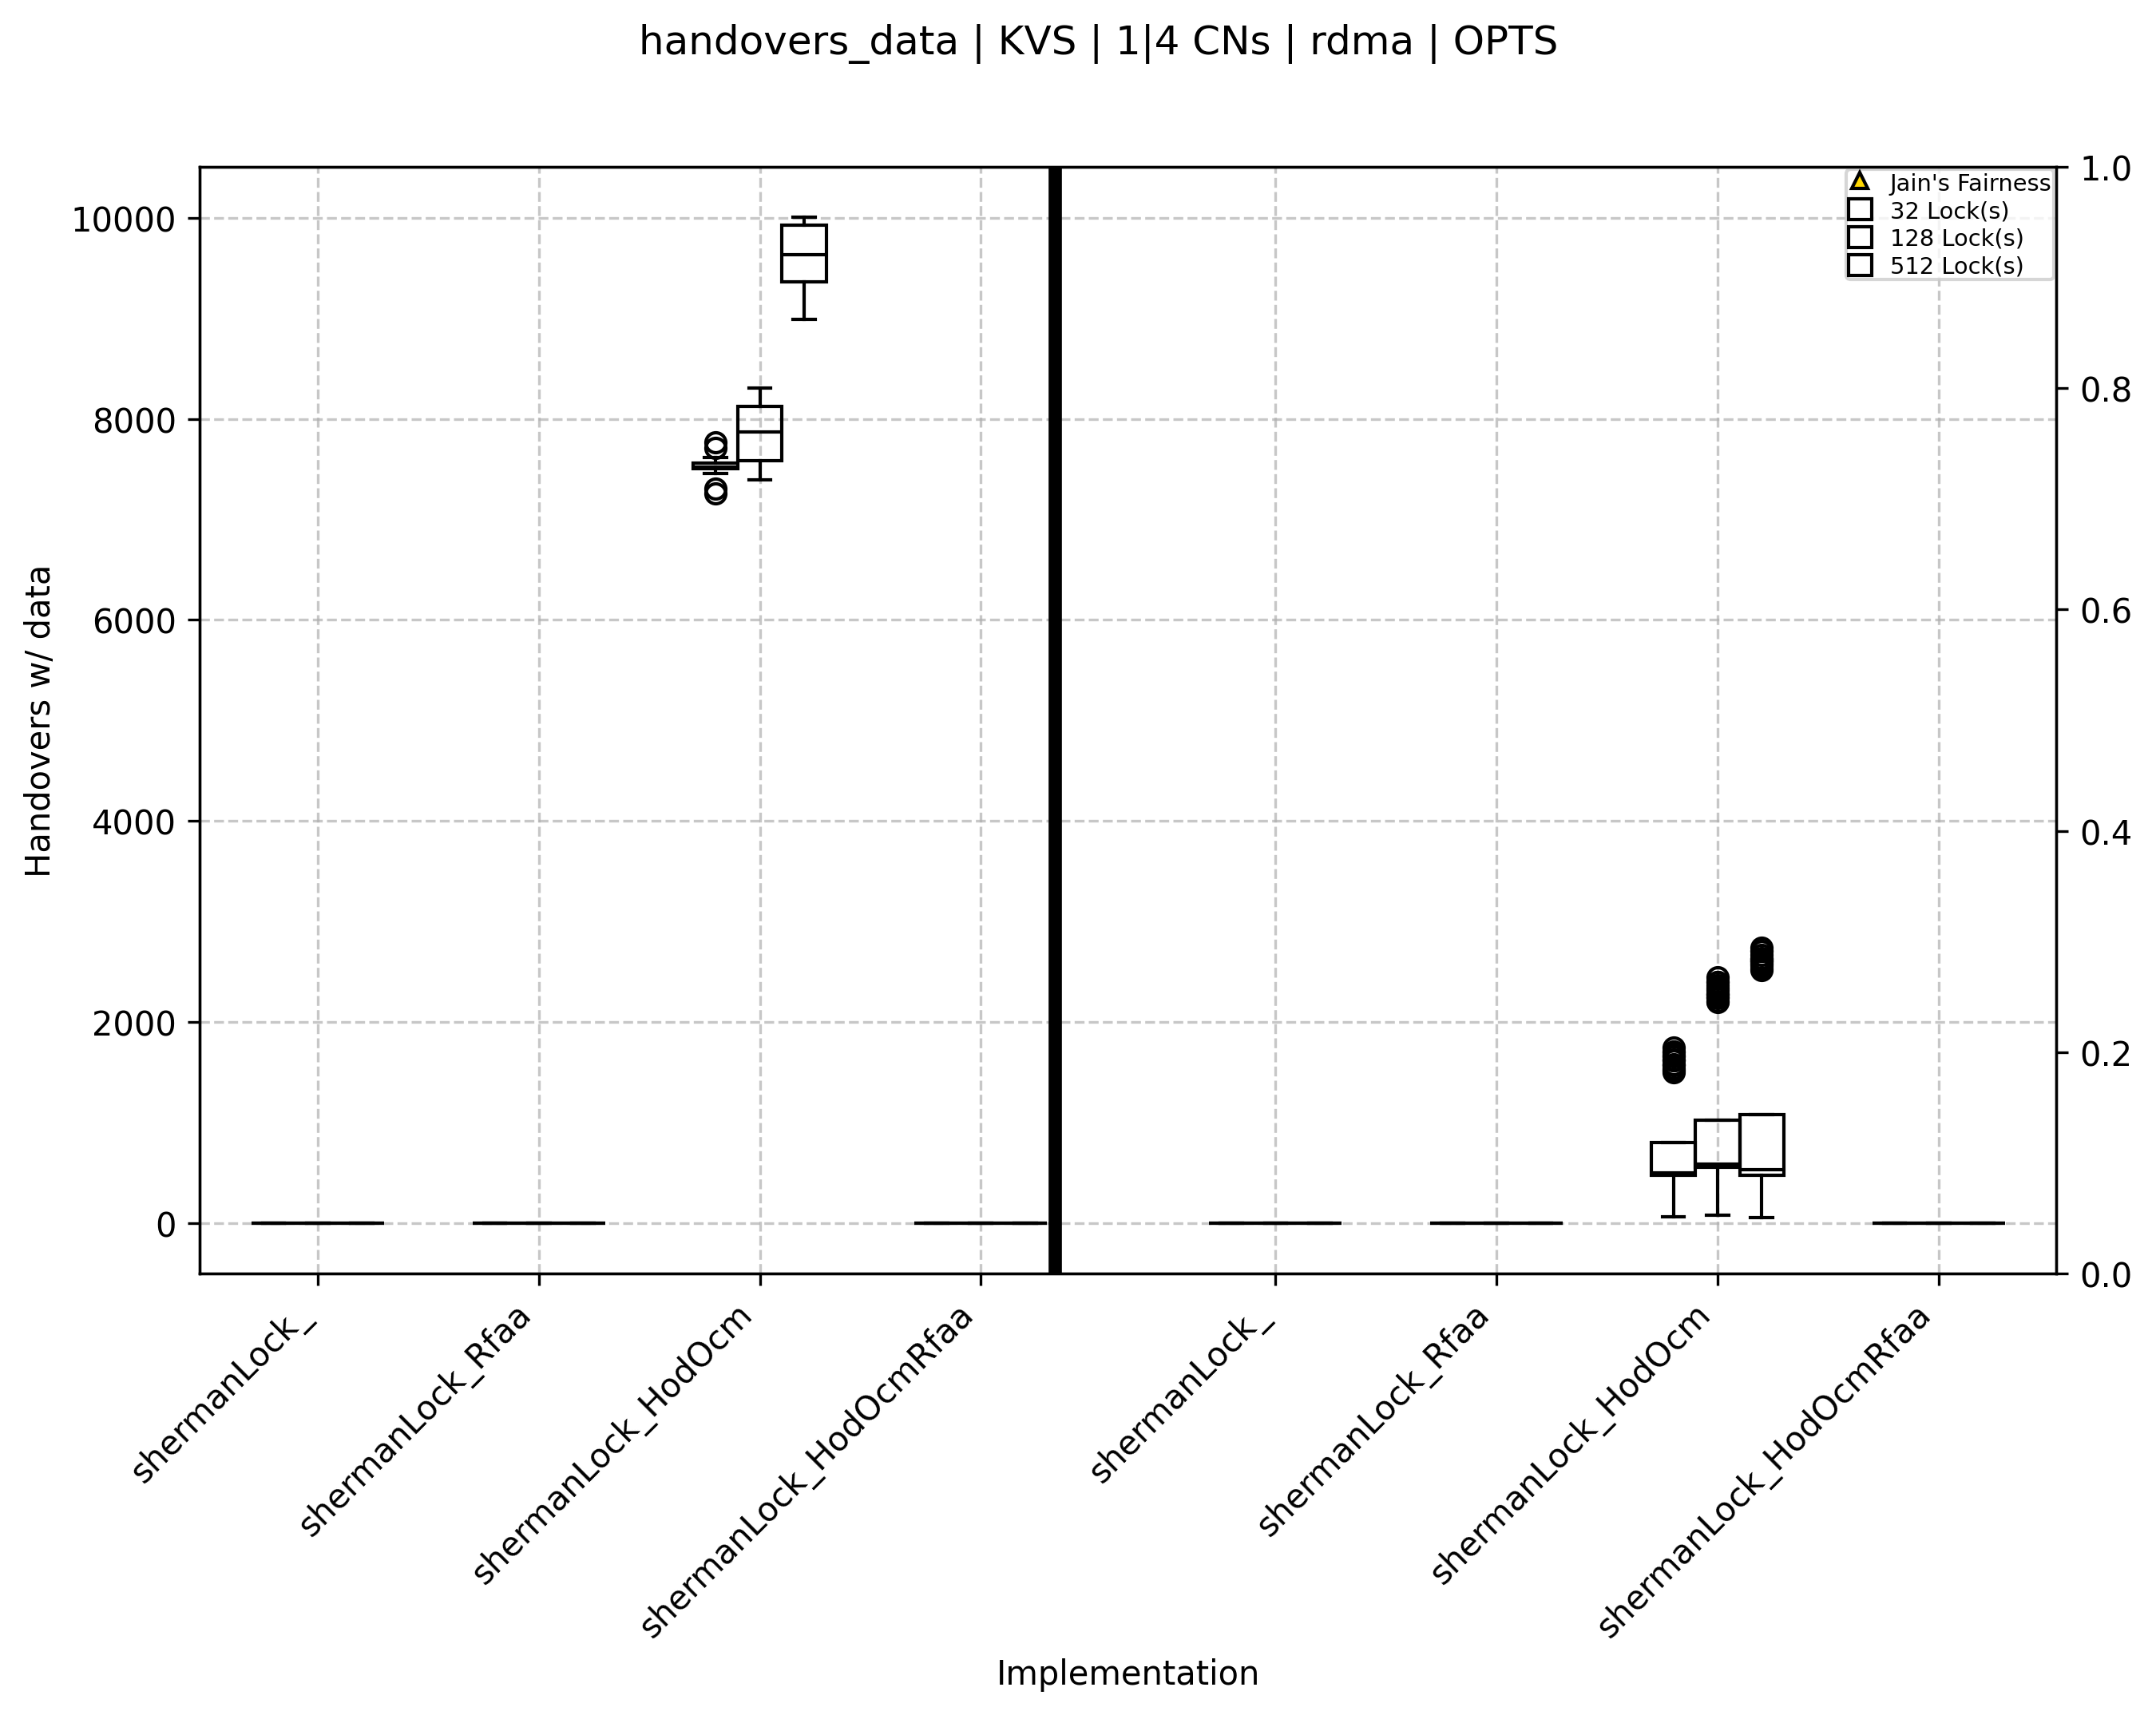 handovers_data | KVS | 1|4 CNs | rdma | OPTS
Jain's Fairness
32 Lock(s)
128 Lock(s)
512 Lock(s)
Handovers w/ data
10000
8000
6000
4000
2000
0
1.0
0.8
0.6
0.4
0.2
0.0
shermanLock_
shermanLock_Rfaa
shermanLock_HodOcm
shermanLock_HodOcmRfaa
shermanLock_
shermanLock_Rfaa
shermanLock_HodOcm
shermanLock_HodOcmRfaa
Implementation